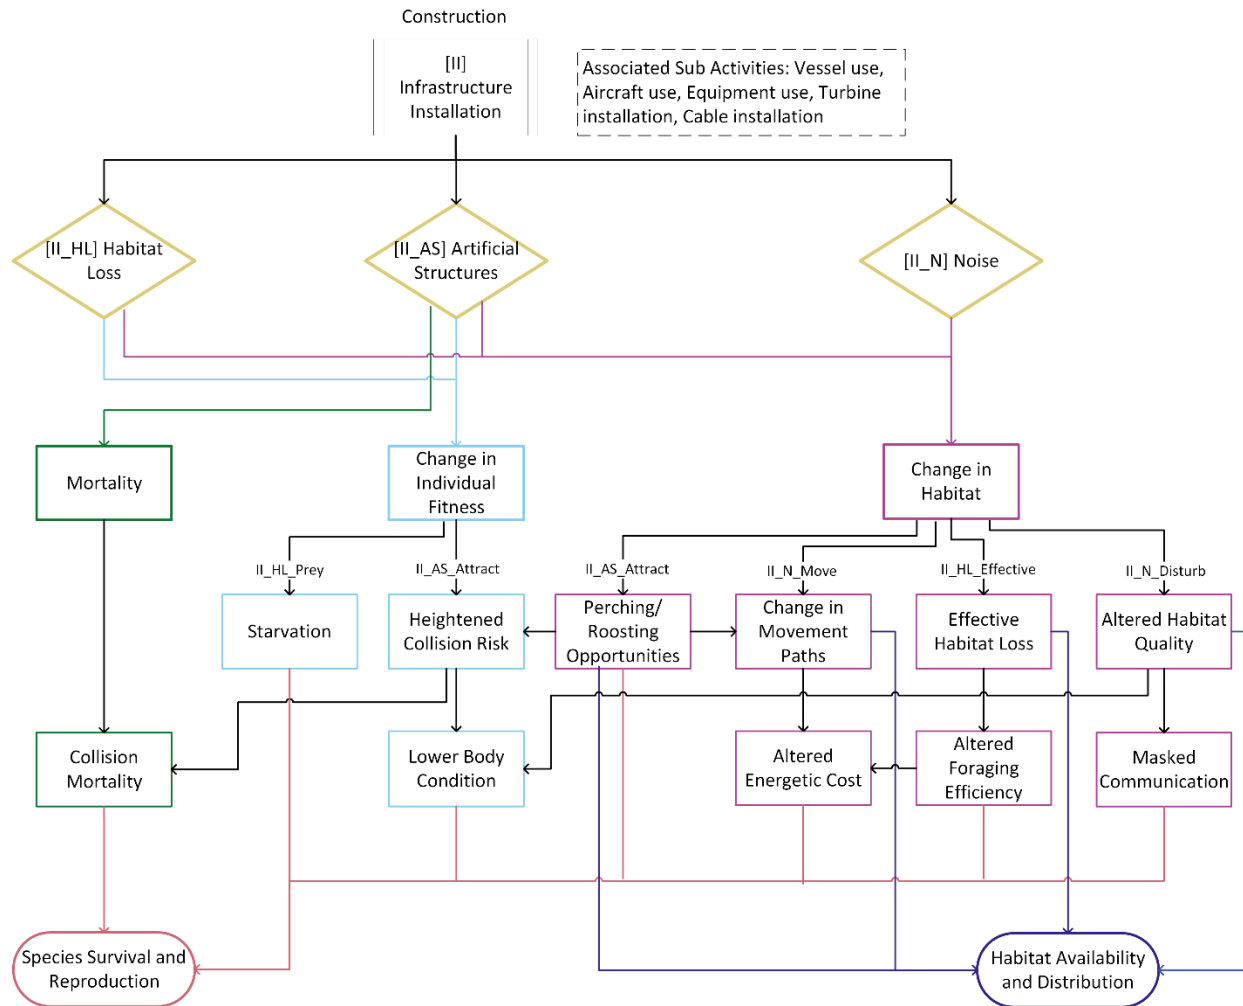 Construction
[II]
Infrastructure
Installation
Associated Sub Activities: Vessel use,
Aircraft use, Equipment use, Turbine
installation, Cable installation
[II_HL] Habitat
Loss
[II_AS] Artificial
Structures
[II_N] Noise
Mortality
Change in
Individual
Fitness
Change in
Habitat
II_HL_Prey
II_AS_Attract
II_AS_Attract
II_N_Move
II_HL_Effective
II_N_Disturb
Starvation
Heightened
Collision Risk
Perching/
Roosting
Opportunities
Change in
Movement
Paths
Effective
Habitat Loss
Altered Habitat
Quality
Collision
Mortality
Lower Body
Condition
Altered
Energetic Cost
Altered
Foraging
Efficiency
Masked
Communication
Species Survival and
Reproduction
Habitat Availability
and Distribution